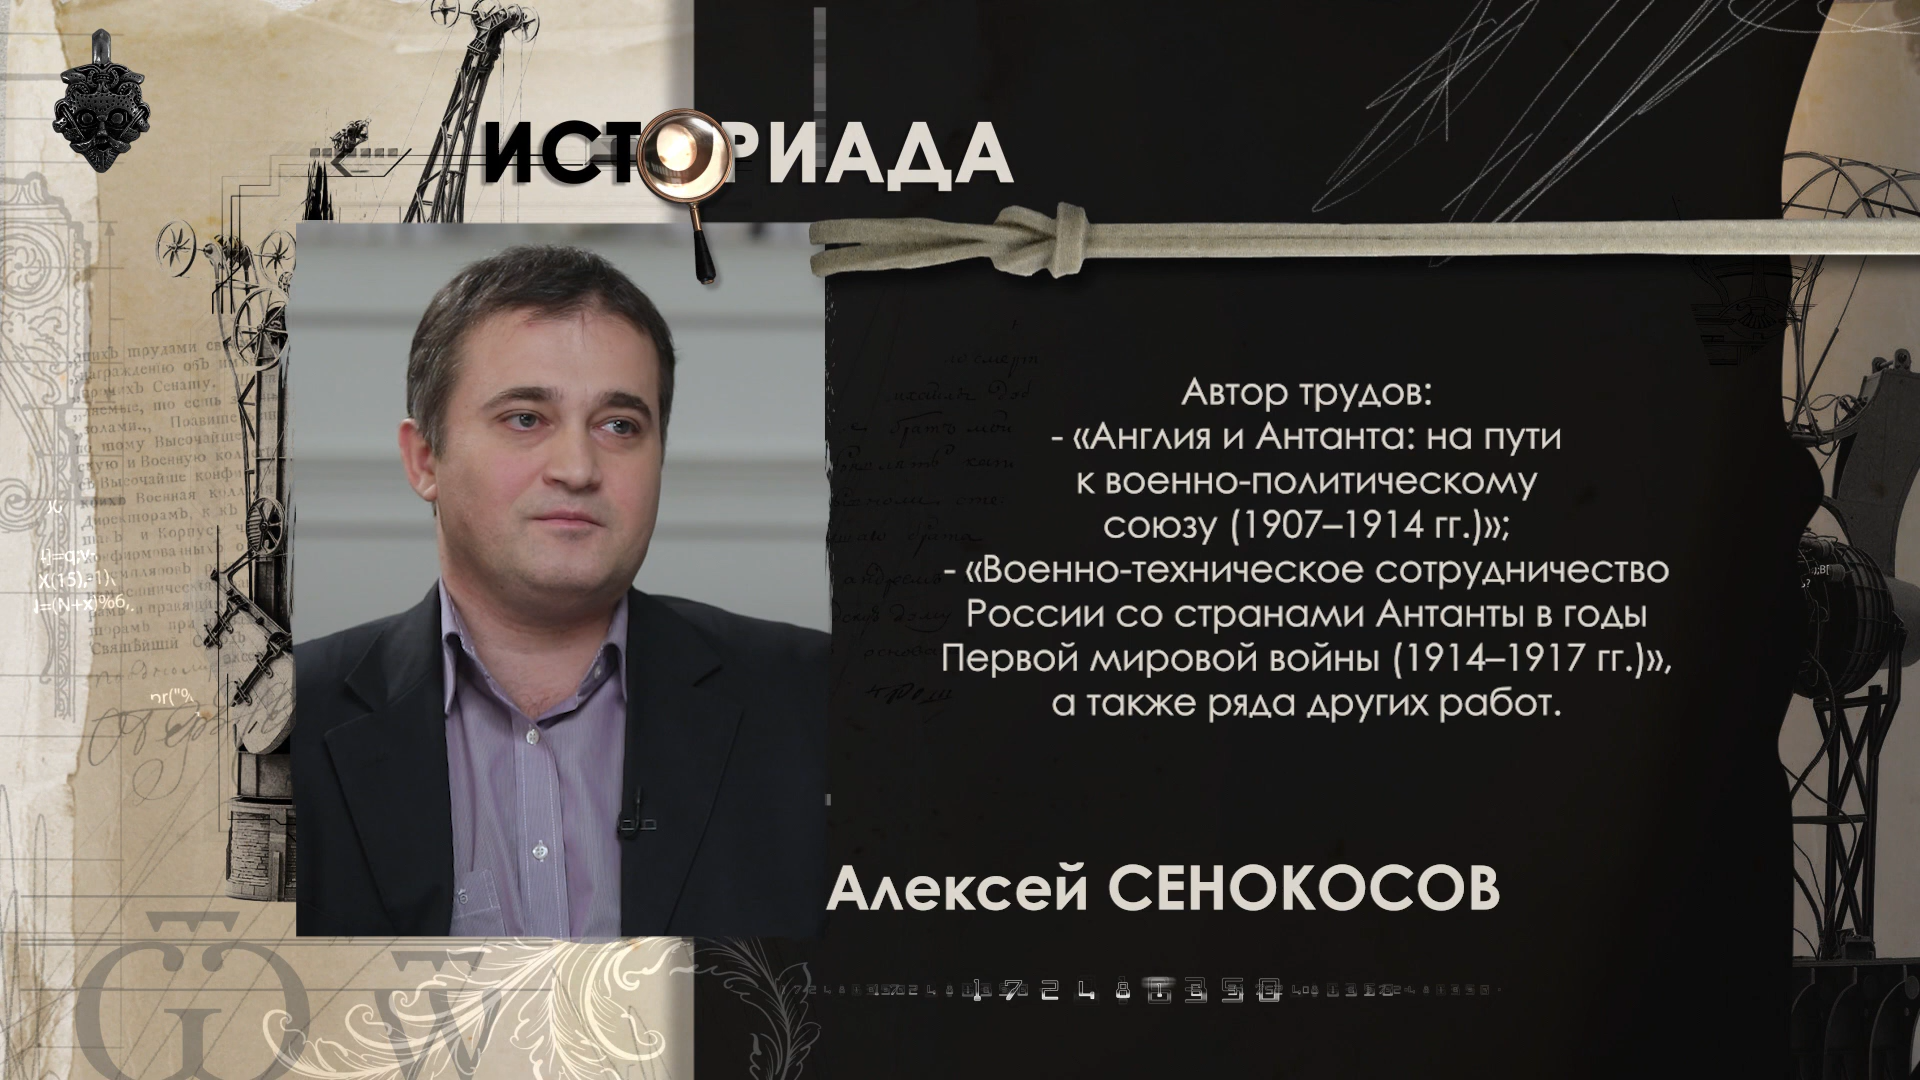 ИСТОРИАДА
Автор трудов:
- «Англия и Антанта: на пути
к военно-политическому
союзу (1907–1914 гг.)»;
- «Военно-техническое сотрудничество
России со странами Антанты в годы
Первой мировой войны (1914–1917 гг.)»,
а также ряда других работ.
Алексей СЕНОКОСОВ